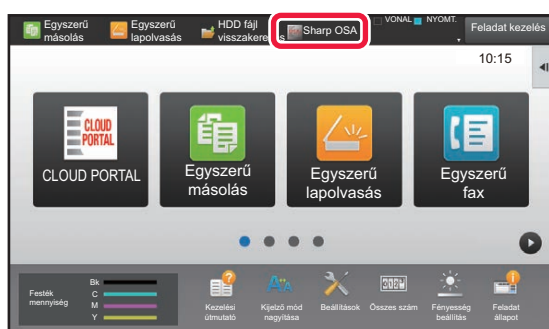 Egyszerű másolás
Egyszerű lapolvasás
HDD fájl visszakeres s
Sharp OSA
VONAL
NYOMT.
Feladat kezelés
10:15
CLOUD PORTAL
CLOUD PORTAL
Egyszerű
másolás
Egyszerű
lapolvasás
Egyszerű
fax
Festék
mennyiség
Bk
C
M
Y
Kezelési
útmutató
Kijelző mód
nagyítása
Beállítások
Összes szám
Fényesség
beállítás
Feladat
állapot